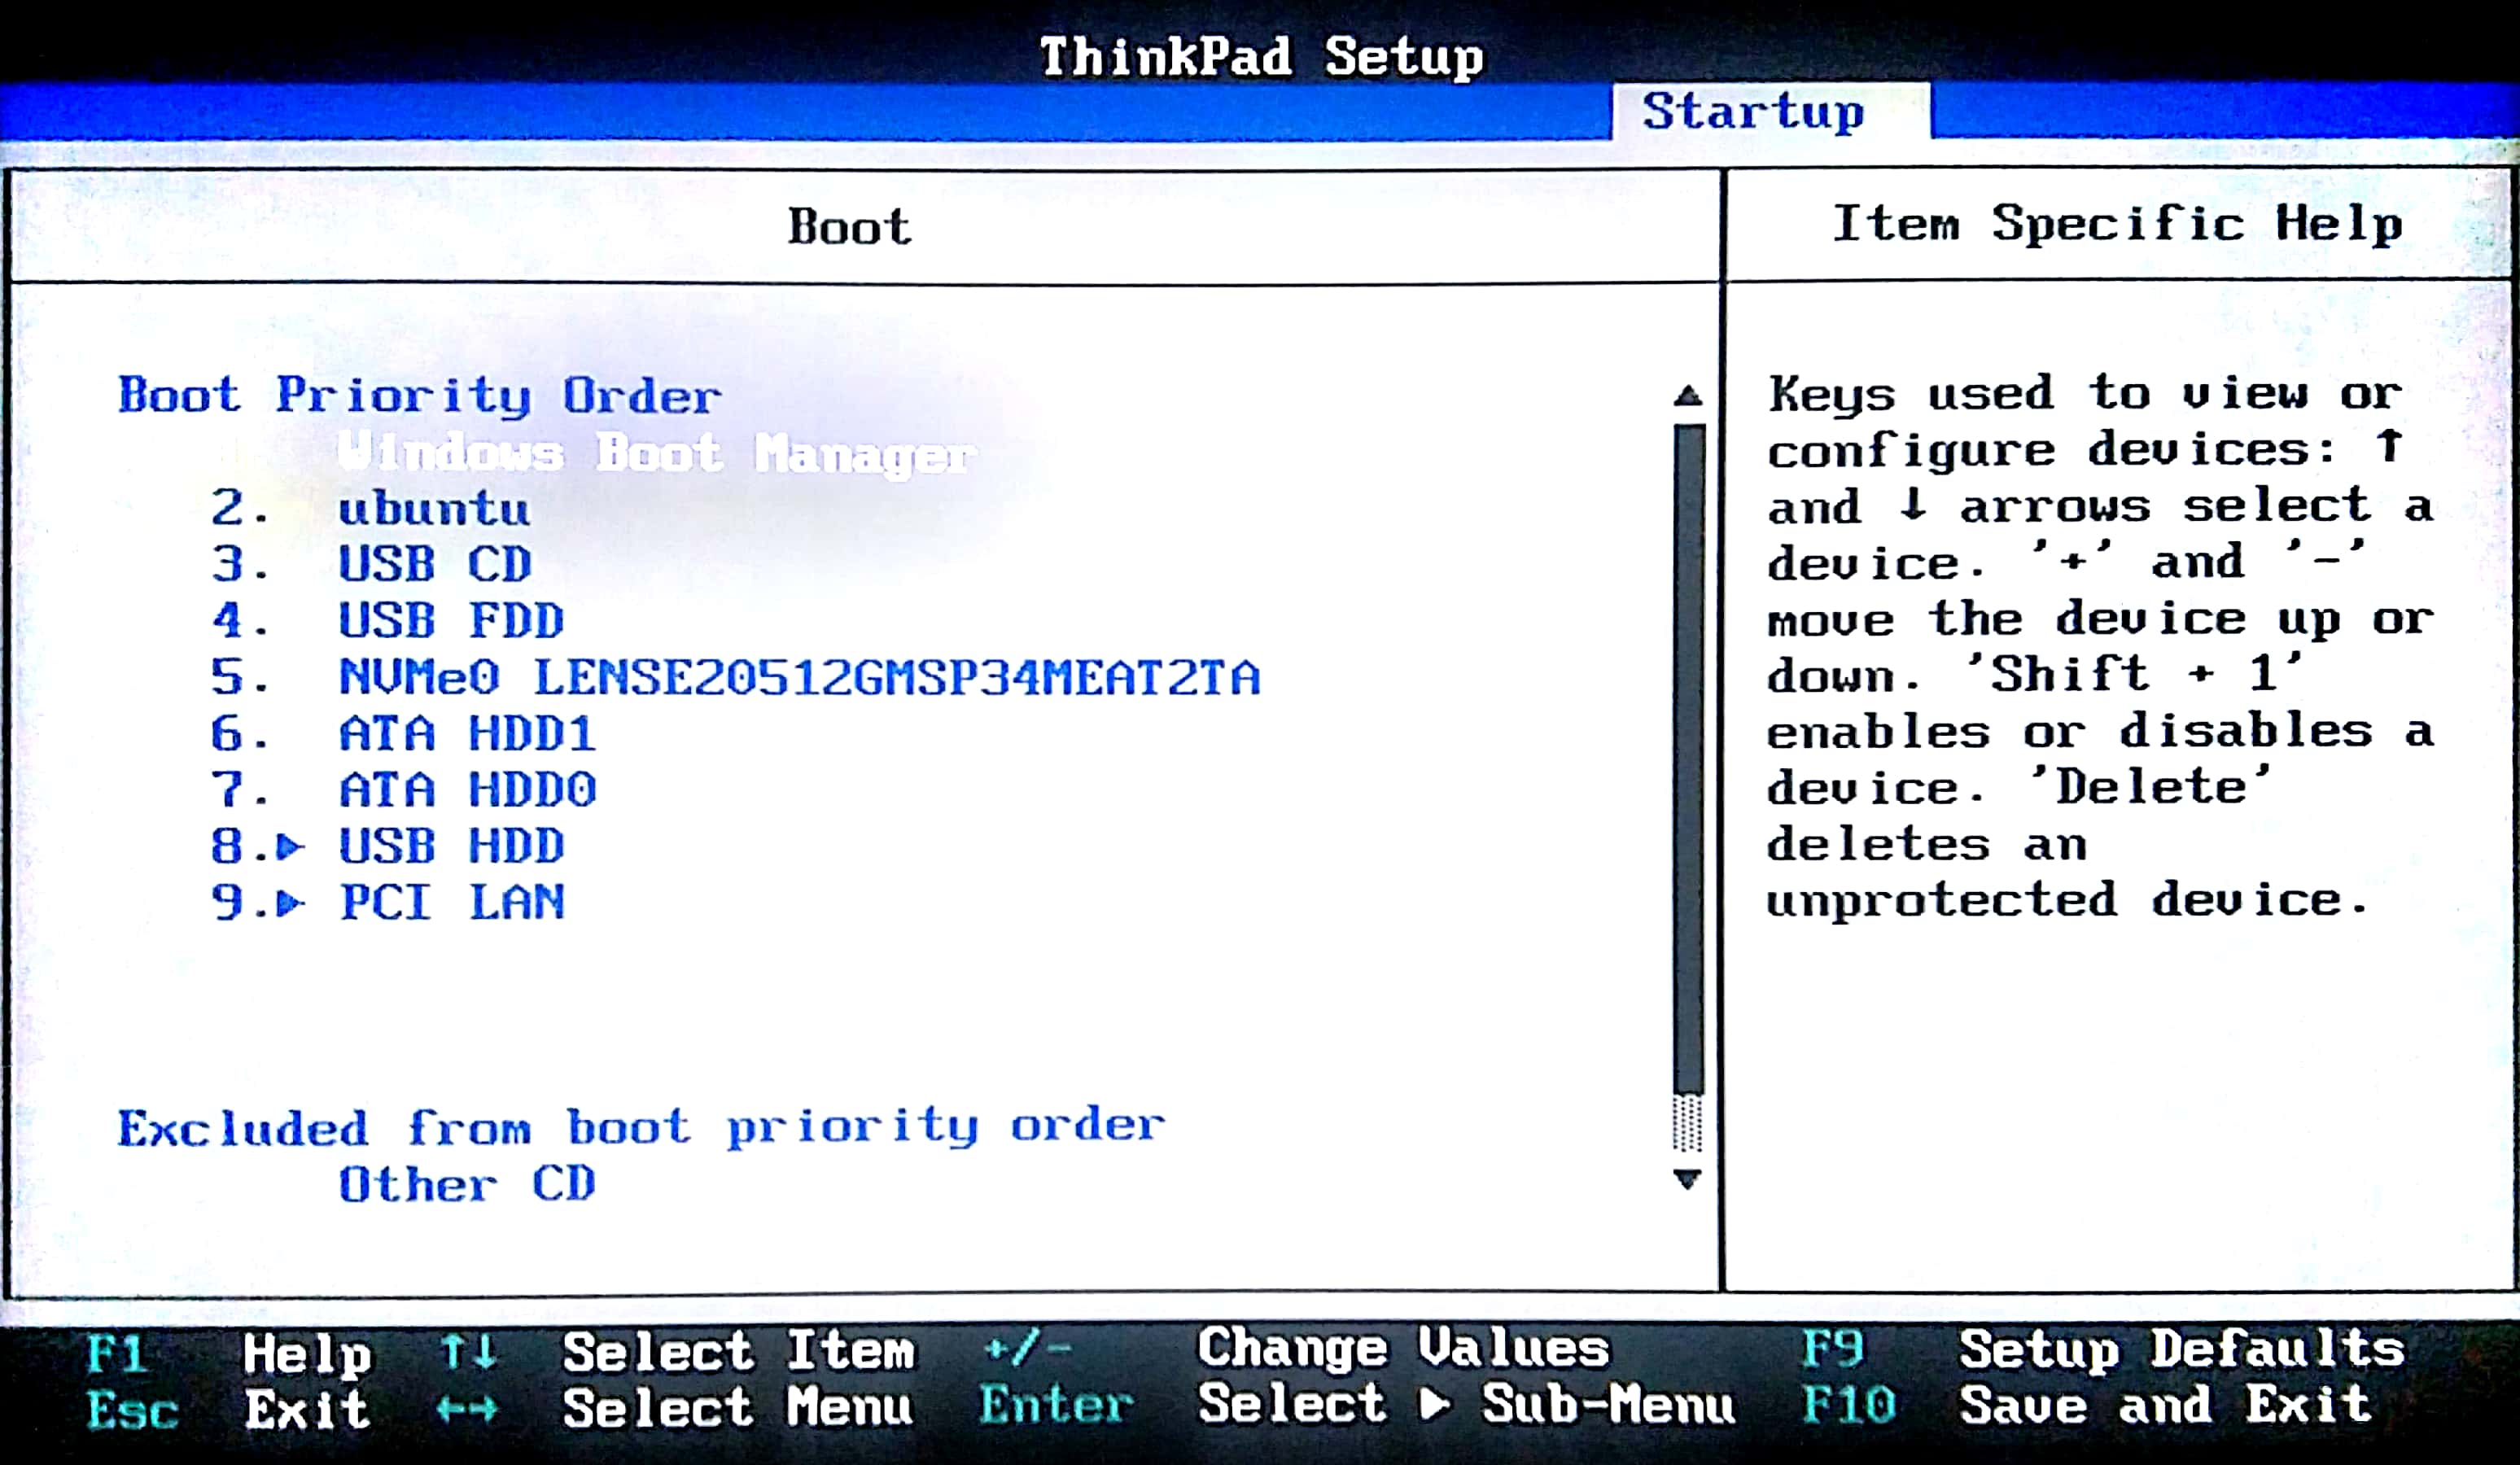 ThinkPad Setup
Startup
Boot
Item Specific Help
Boot Priority Order
Windows Boot Manager
2. ubuntu
3. USB CD
4. USB FDD
5. NVMe0 LENSE20512GMSP34MEAT2TA
6. ATA HDD1
7. ATA HDD0
8.▶ USB HDD
9.▶ PCI LAN
Excluded from boot priority order
Other CD
Keys used to view or
configure devices: ↑
and ↓ arrows select a
device. '+' and '-'
move the device up or
down. 'Shift + 1'
enables or disables a
device. 'Delete'
deletes an
unprotected device.
F1 Help ↑↓ Select Item +/- Change Values F9 Setup Defaults
Esc Exit ←→ Select Menu Enter Select ▶ Sub-Menu F10 Save and Exit